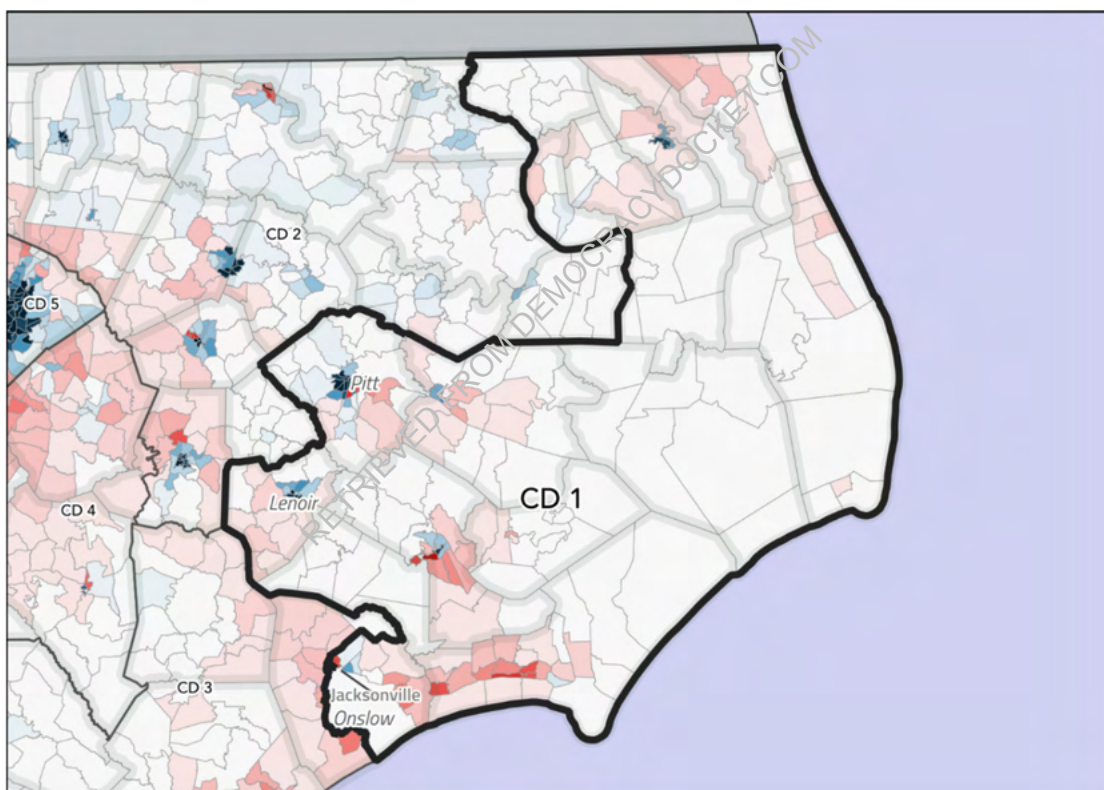 RETRIEVED FROM DEMOCRACYDOCKET.COM
CD 2
CD 5
Pitt
CD 1
Lenoir
CD 4
CD 3
Jacksonville
Onslow